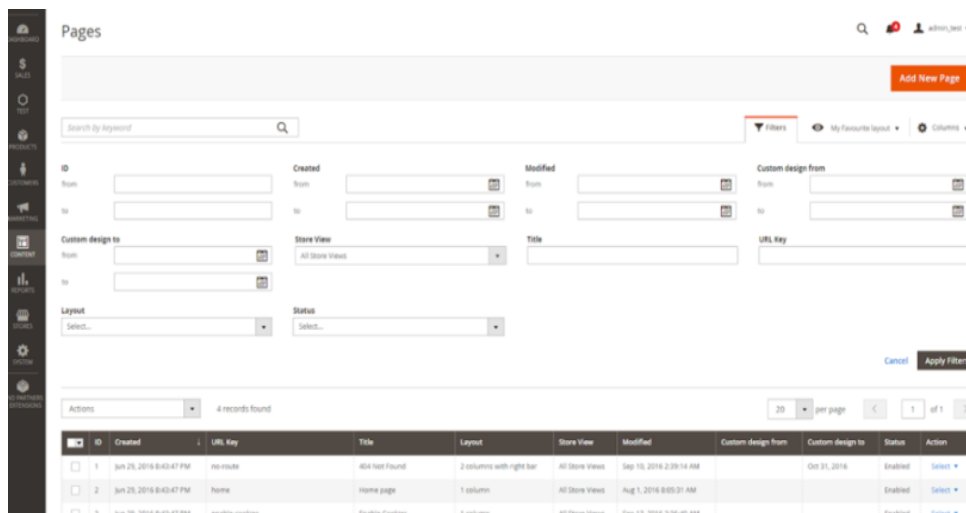 Pages
admin_test
Add New Page
Search by keyword
Filters My Favourite layout Columns
DASHBOARD
SALES
TEST
PRODUCTS
CUSTOMERS
MARKETING
CONTENT
REPORTS
STORES
SYSTEM
EXTENSIONS
ID Created Modified Custom design from
from from from from
to to to to
Custom design to Store View Title URL Key
from All Store Views
to
Layout Status
Select... Select...
Cancel Apply Filter
Actions 4 records found 20 per page 1 of 1
ID Created URL Key Title Layout Store View Modified Custom design from Custom design to Status Action
1 Jun 29, 2016 8:43:47 PM no-route 404 Not Found 2 columns with right bar All Store Views Sep 10, 2016 2:39:14 AM Oct 31, 2016 Enabled Select
2 Jun 29, 2016 8:43:47 PM home Home page 1 column All Store Views Aug 1, 2016 8:05:31 AM Enabled Select